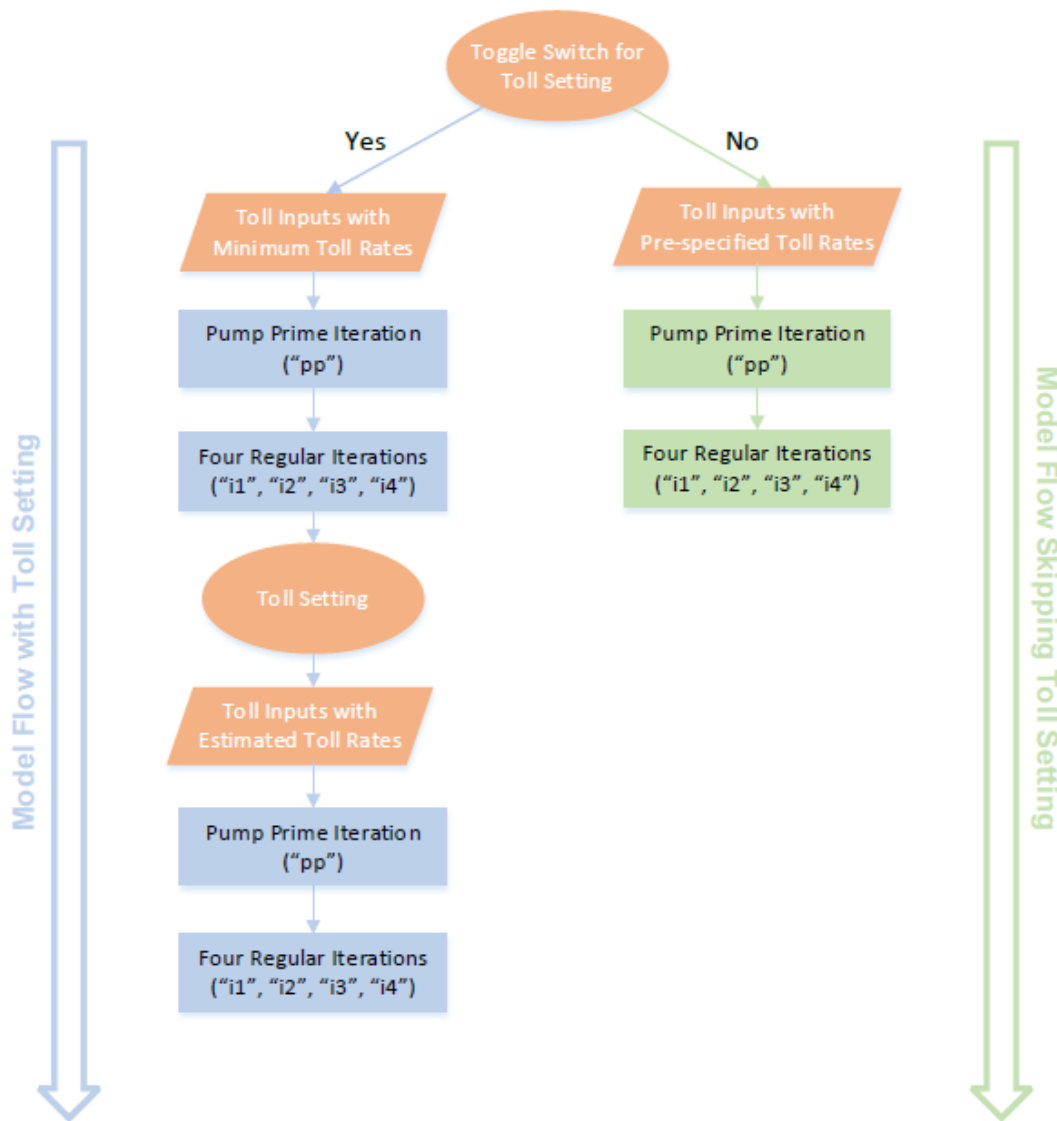 Toggle Switch for
Toll Setting
Yes
No
Toll Inputs with
Minimum Toll Rates
Toll Inputs with
Pre-specified Toll Rates
Pump Prime Iteration
(“pp”)
Pump Prime Iteration
(“pp”)
Four Regular Iterations
(“i1”, “i2”, “i3”, “i4”)
Four Regular Iterations
(“i1”, “i2”, “i3”, “i4”)
Toll Setting
Toll Inputs with
Estimated Toll Rates
Pump Prime Iteration
(“pp”)
Four Regular Iterations
(“i1”, “i2”, “i3”, “i4”)
Model Flow with Toll Setting
Model Flow Skipping Toll Setting